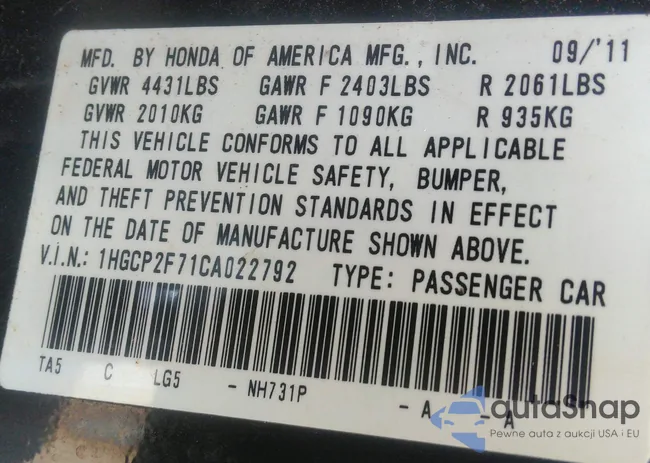 MFD. BY HONDA OF AMERICA MFG., INC. 09/'11
GVWR 4431LBS GAWR F 2403LBS R 2061LBS
GVWR 2010KG GAWR F 1090KG R 935KG
THIS VEHICLE CONFORMS TO ALL APPLICABLE
FEDERAL MOTOR VEHICLE SAFETY, BUMPER,
AND THEFT PREVENTION STANDARDS IN EFFECT
ON THE DATE OF MANUFACTURE SHOWN ABOVE.
V.I.N.: 1HGCP2F71CA022792 TYPE: PASSENGER CAR
TA5 C LG5 - NH731P - A - A
autaSnap
Pewne auta z aukcji USA i EU